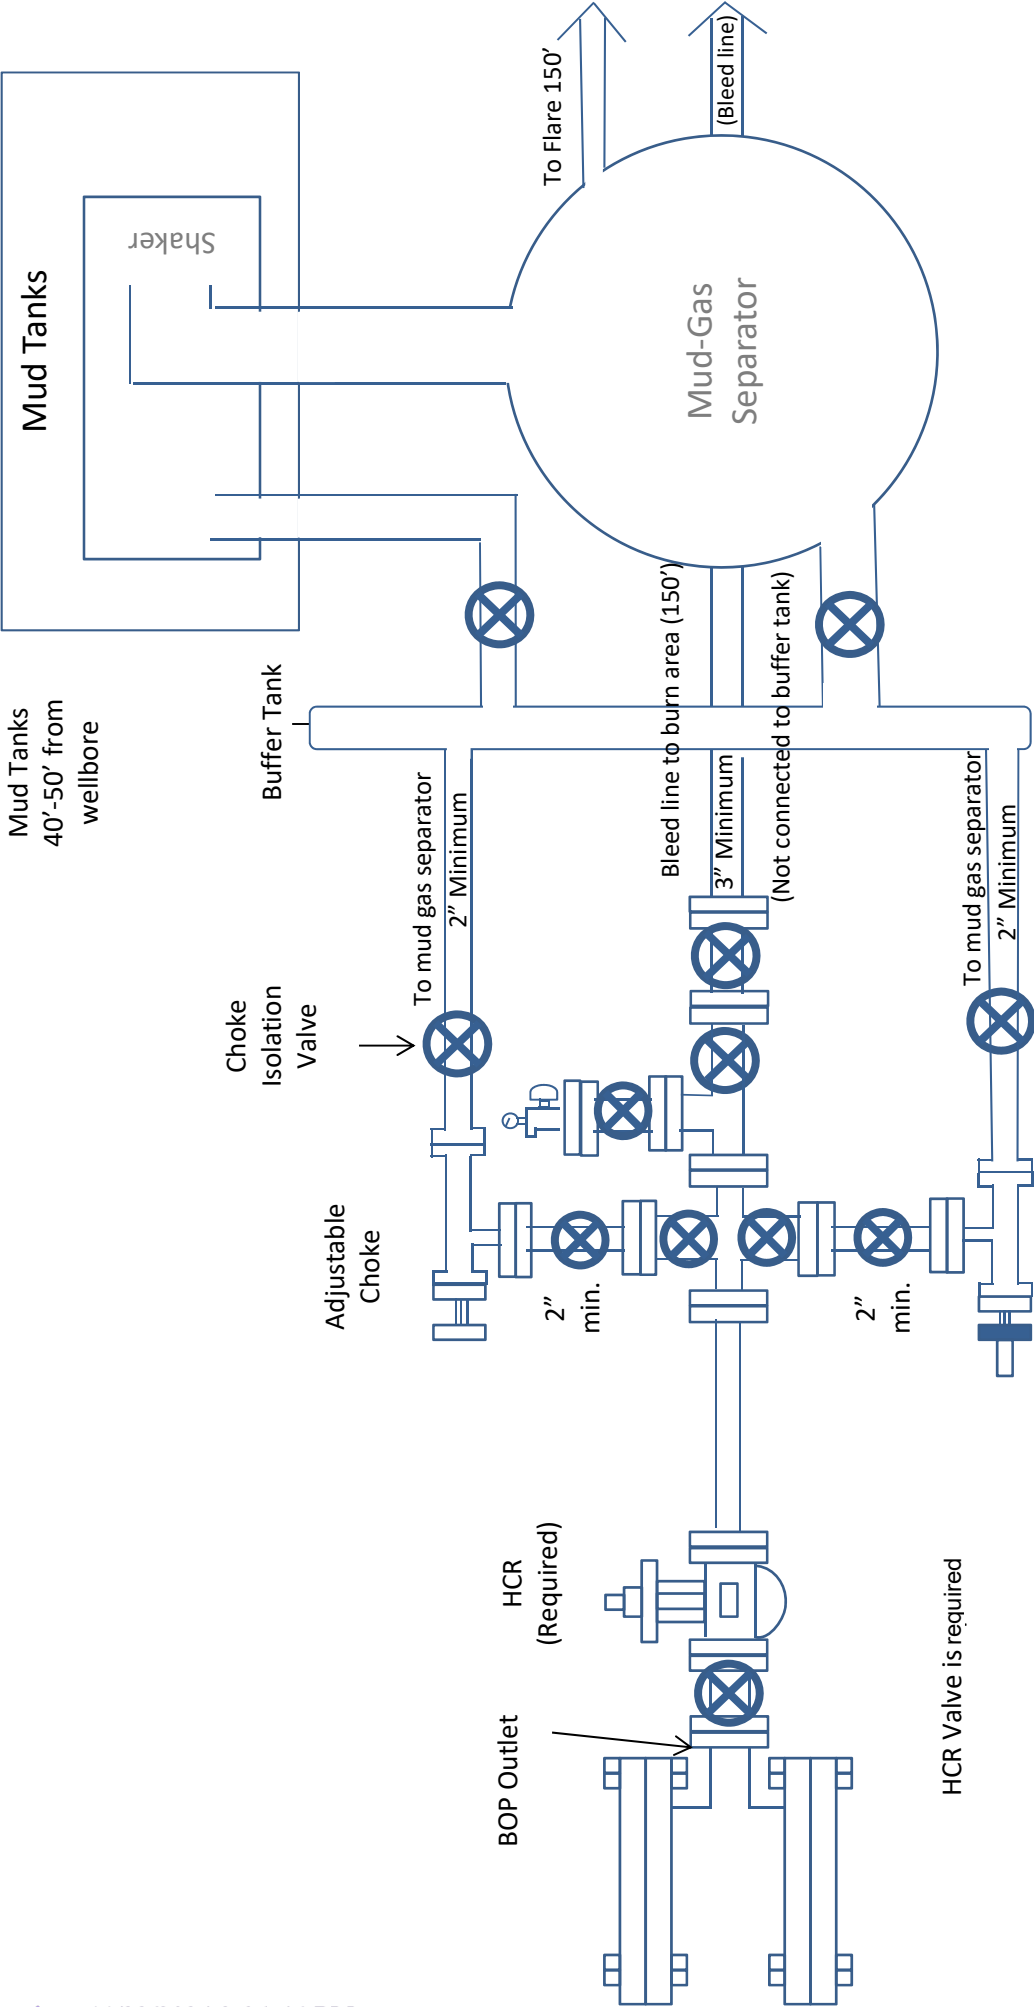 Mud Tanks
Shaker
To Flare 150’
(Bleed line)
Mud-Gas
Separator
Mud Tanks
40’-50’ from
wellbore
Buffer Tank
Bleed line to burn area (150’)
3” Minimum
(Not connected to buffer tank)
To mud gas separator
2” Minimum
To mud gas separator
2” Minimum
Choke
Isolation
Valve
Adjustable
Choke
2”
min.
2”
min.
HCR
(Required)
BOP Outlet
HCR Valve is required